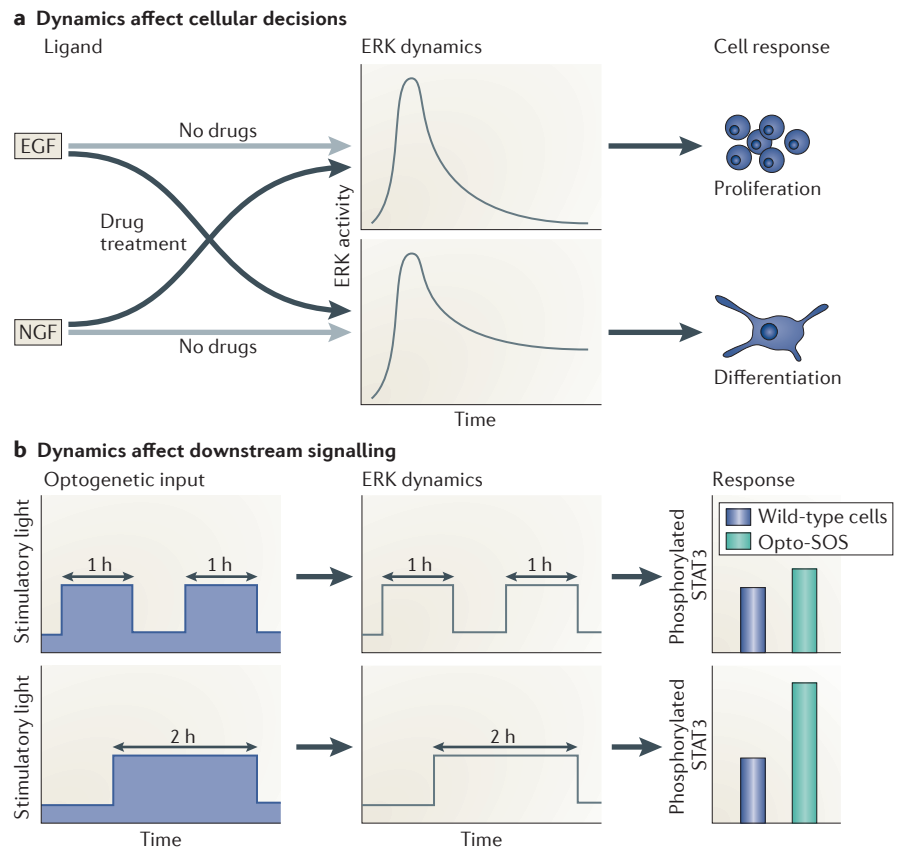 a Dynamics affect cellular decisions
Ligand
ERK dynamics
Cell response
EGF
No drugs
Drug
treatment
NGF
No drugs
ERK activity
Time
Proliferation
Differentiation
b Dynamics affect downstream signalling
Optogenetic input
ERK dynamics
Response
Stimulatory light
1 h
1 h
1 h
1 h
Phosphorylated
STAT3
Wild-type cells
Opto-SOS
Stimulatory light
2 h
2 h
Phosphorylated
STAT3
Time
Time